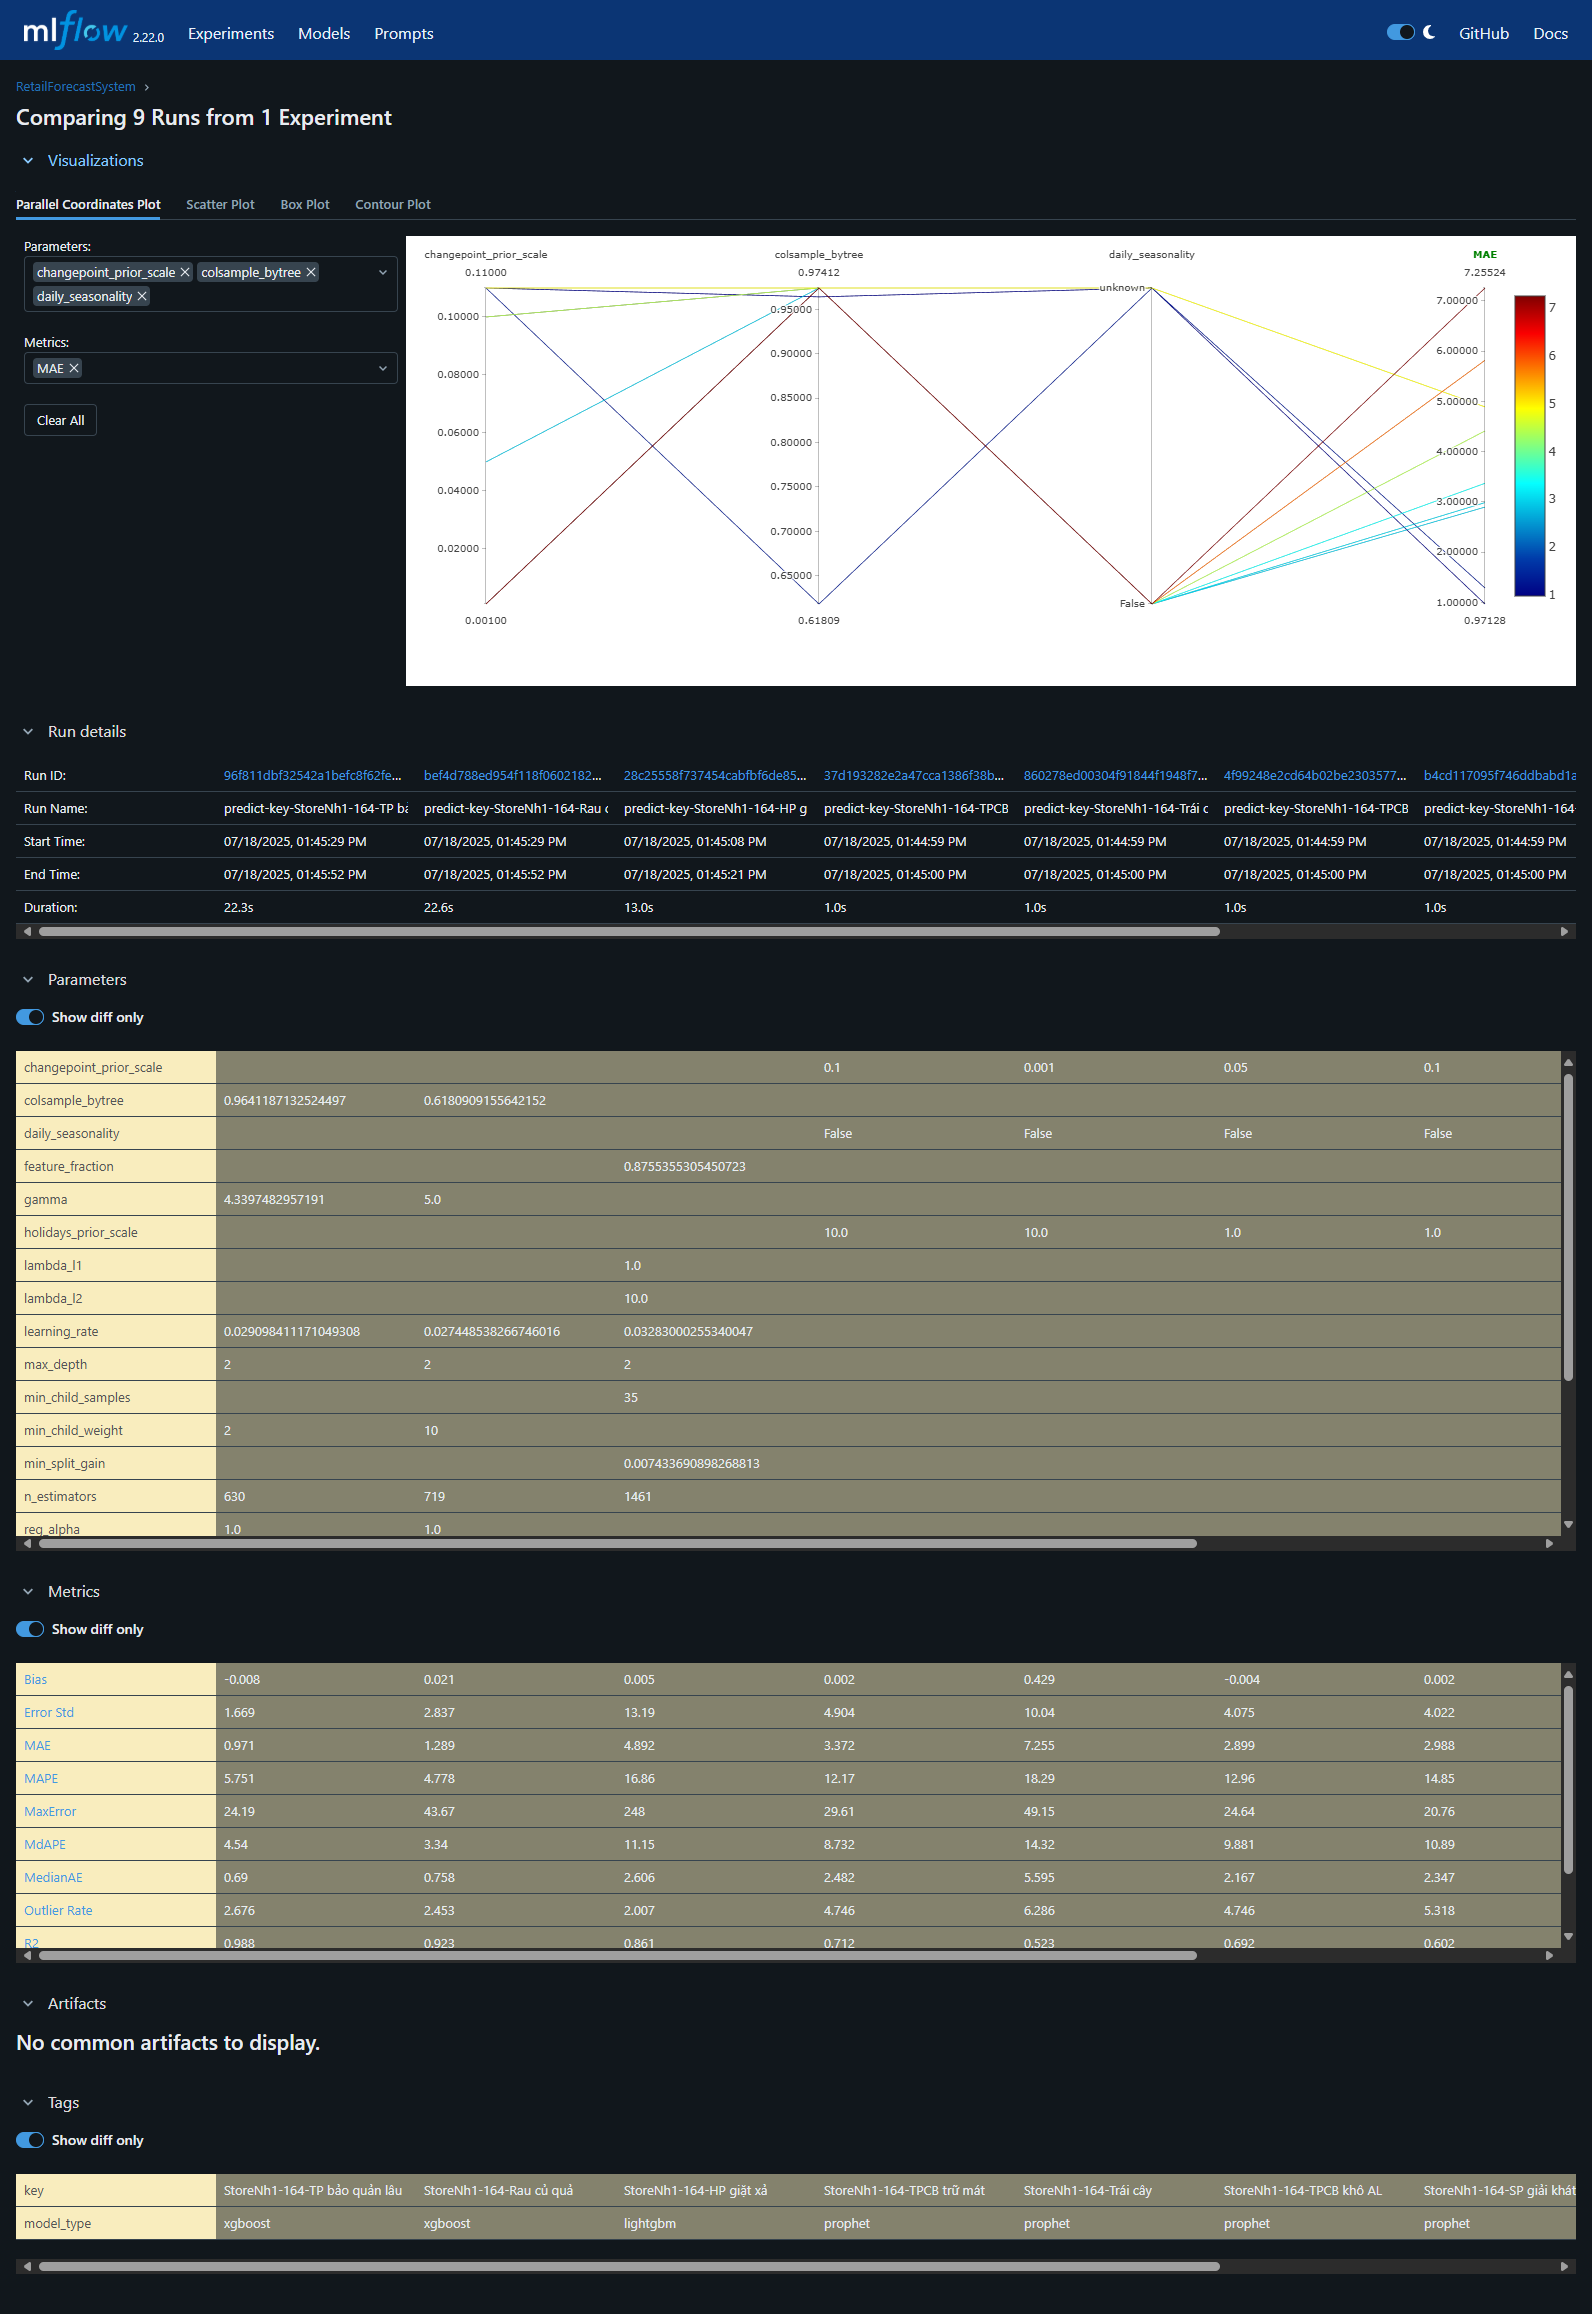 mlflow 2.22.0 Experiments Models Prompts GitHub Docs
RetailForecastSystem ›
Comparing 9 Runs from 1 Experiment
Visualizations
Parallel Coordinates Plot Scatter Plot Box Plot Contour Plot
Parameters:
changepoint_prior_scale ✕ colsample_bytree ✕
daily_seasonality ✕
Metrics:
MAE ✕
Clear All
changepoint_prior_scale colsample_bytree daily_seasonality MAE
0.11000 0.97412 7.25524
0.10000
0.08000
0.06000
0.04000
0.02000
0.00100
0.95000
0.90000
0.85000
0.80000
0.75000
0.70000
0.65000
0.61809
unknown
False
7.00000
6.00000
5.00000
4.00000
3.00000
2.00000
1.00000
0.97128
7
6
5
4
3
2
1
Run details
Run ID: 96f811dbf32542a1befc8f62fe... bef4d788ed954f118f0602182... 28c25558f737454cabfbf6de85... 37d193282e2a47cca1386f38b... 860278ed00304f91844f1948f7... 4f99248e2cd64b02be2303577... b4cd117095f746ddbabd1a
Run Name: predict-key-StoreNh1-164-TP bả predict-key-StoreNh1-164-Rau c predict-key-StoreNh1-164-HP g predict-key-StoreNh1-164-TPCB predict-key-StoreNh1-164-Trái c predict-key-StoreNh1-164-TPCB predict-key-StoreNh1-164-
Start Time: 07/18/2025, 01:45:29 PM 07/18/2025, 01:45:29 PM 07/18/2025, 01:45:08 PM 07/18/2025, 01:44:59 PM 07/18/2025, 01:44:59 PM 07/18/2025, 01:44:59 PM 07/18/2025, 01:44:59 PM
End Time: 07/18/2025, 01:45:52 PM 07/18/2025, 01:45:52 PM 07/18/2025, 01:45:21 PM 07/18/2025, 01:45:00 PM 07/18/2025, 01:45:00 PM 07/18/2025, 01:45:00 PM 07/18/2025, 01:45:00 PM
Duration: 22.3s 22.6s 13.0s 1.0s 1.0s 1.0s 1.0s
Parameters
Show diff only
changepoint_prior_scale 0.1 0.001 0.05 0.1
colsample_bytree 0.9641187132524497 0.6180909155642152
daily_seasonality False False False False
feature_fraction 0.8755355305450723
gamma 4.3397482957191 5.0
holidays_prior_scale 10.0 10.0 1.0 1.0
lambda_l1 1.0
lambda_l2 10.0
learning_rate 0.029098411171049308 0.027448538266746016 0.03283000255340047
max_depth 2 2 2
min_child_samples 35
min_child_weight 2 10
min_split_gain 0.007433690898268813
n_estimators 630 719 1461
reg_alpha 1.0 1.0
Metrics
Show diff only
Bias -0.008 0.021 0.005 0.002 0.429 -0.004 0.002
Error Std 1.669 2.837 13.19 4.904 10.04 4.075 4.022
MAE 0.971 1.289 4.892 3.372 7.255 2.899 2.988
MAPE 5.751 4.778 16.86 12.17 18.29 12.96 14.85
MaxError 24.19 43.67 248 29.61 49.15 24.64 20.76
MdAPE 4.54 3.34 11.15 8.732 14.32 9.881 10.89
MedianAE 0.69 0.758 2.606 2.482 5.595 2.167 2.347
Outlier Rate 2.676 2.453 2.007 4.746 6.286 4.746 5.318
R2 0.988 0.923 0.861 0.712 0.523 0.692 0.602
Artifacts
No common artifacts to display.
Tags
Show diff only
key StoreNh1-164-TP bảo quản lâu StoreNh1-164-Rau củ quả StoreNh1-164-HP giặt xả StoreNh1-164-TPCB trữ mát StoreNh1-164-Trái cây StoreNh1-164-TPCB khô AL StoreNh1-164-SP giải khát
model_type xgboost xgboost lightgbm prophet prophet prophet prophet